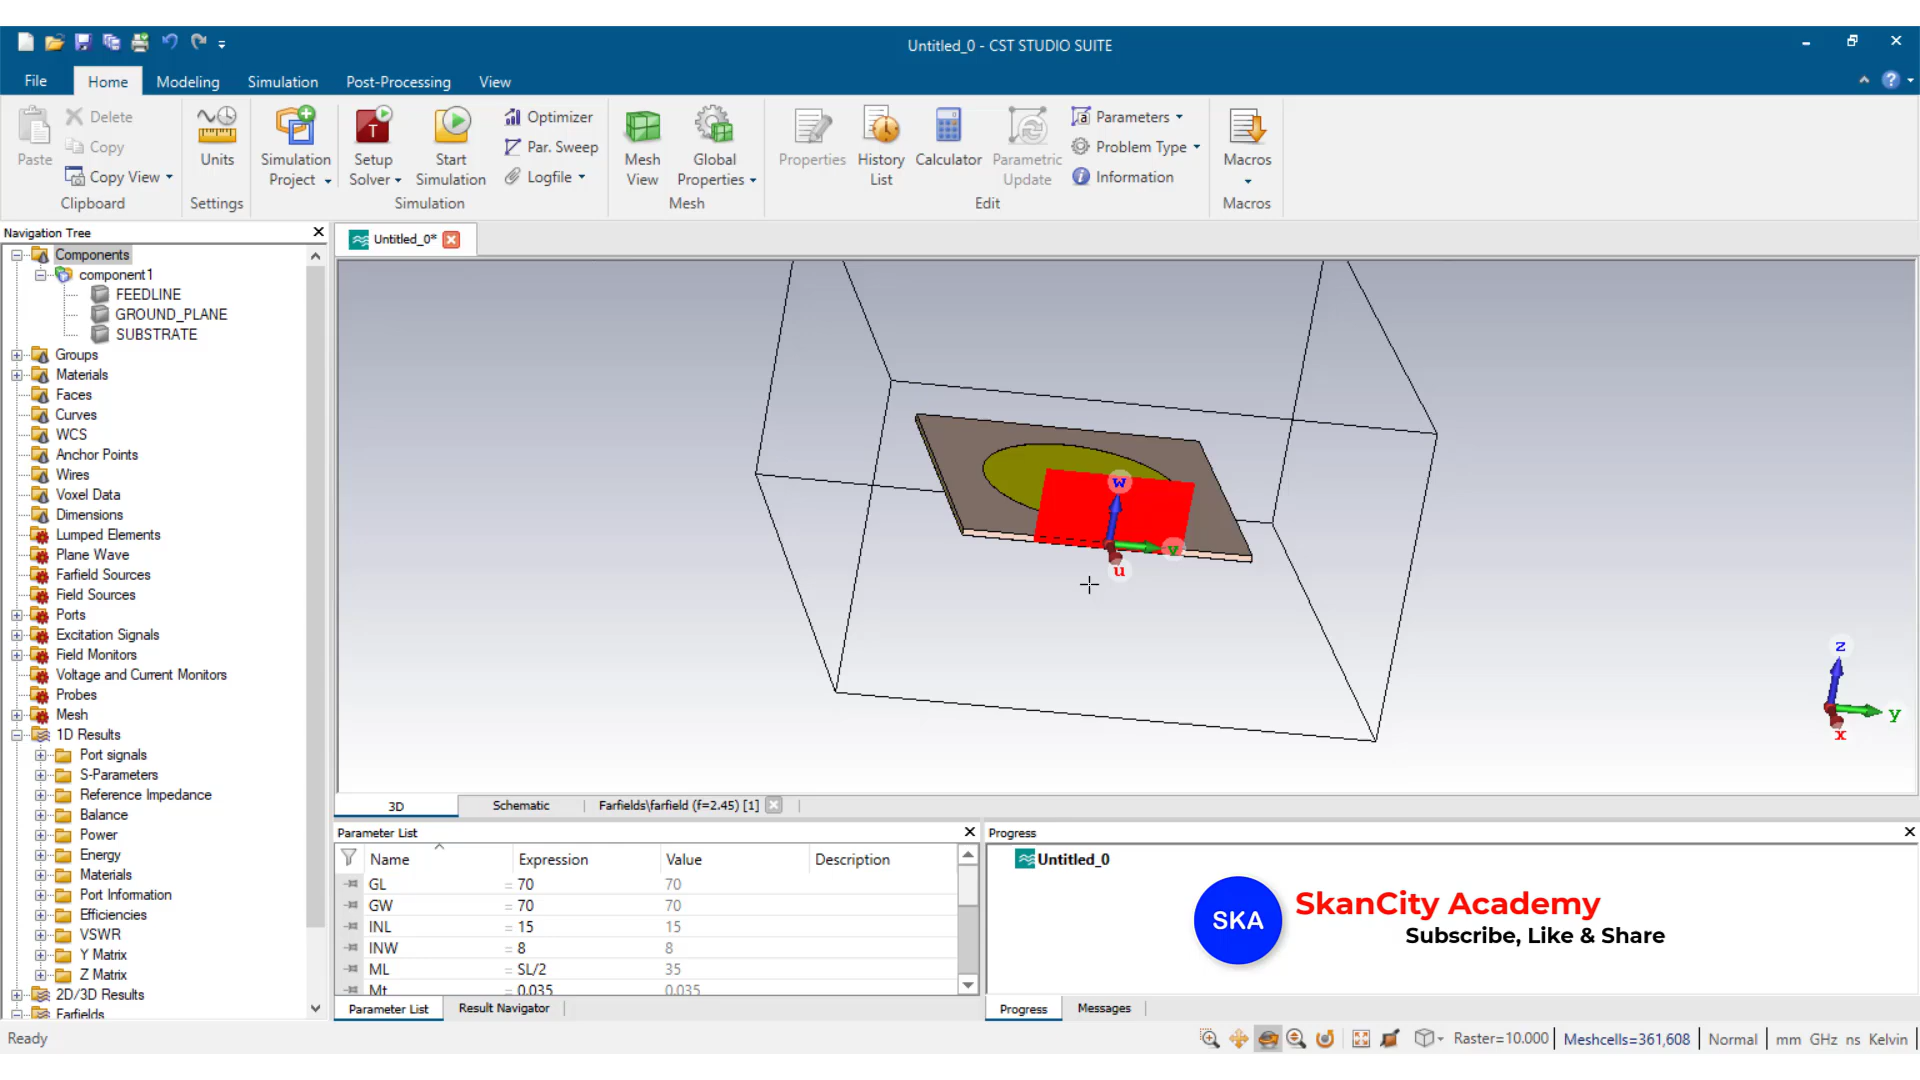 Untitled_0 - CST STUDIO SUITE
File Home Modeling Simulation Post-Processing View
Paste Delete Copy Copy View Clipboard
Units Settings
Simulation Project Setup Solver Start Simulation Optimizer Par. Sweep Logfile Simulation
Mesh View Global Properties Mesh
Properties History List Calculator Parametric Update Parameters Problem Type Information Edit
Macros Macros
Navigation Tree
Untitled_0*
Components
component1
FEEDLINE
GROUND_PLANE
SUBSTRATE
Groups
Materials
Faces
Curves
WCS
Anchor Points
Wires
Voxel Data
Dimensions
Lumped Elements
Plane Wave
Farfield Sources
Field Sources
Ports
Excitation Signals
Field Monitors
Voltage and Current Monitors
Probes
Mesh
1D Results
Port signals
S-Parameters
Reference Impedance
Balance
Power
Energy
Materials
Port Information
Efficiencies
VSWR
Y Matrix
Z Matrix
2D/3D Results
Farfields
w
v
u
z
y
x
3D Schematic Farfields\farfield (f=2.45) [1]
Parameter List
Name Expression Value Description
GL = 70 70
GW = 70 70
INL = 15 15
INW = 8 8
ML = SL/2 35
Mt = 0.035 0.035
Parameter List Result Navigator
Progress
Untitled_0
SKA
SkanCity Academy
Subscribe, Like & Share
Progress Messages
Ready
Raster=10.000 Meshcells=361,608 Normal mm GHz ns Kelvin